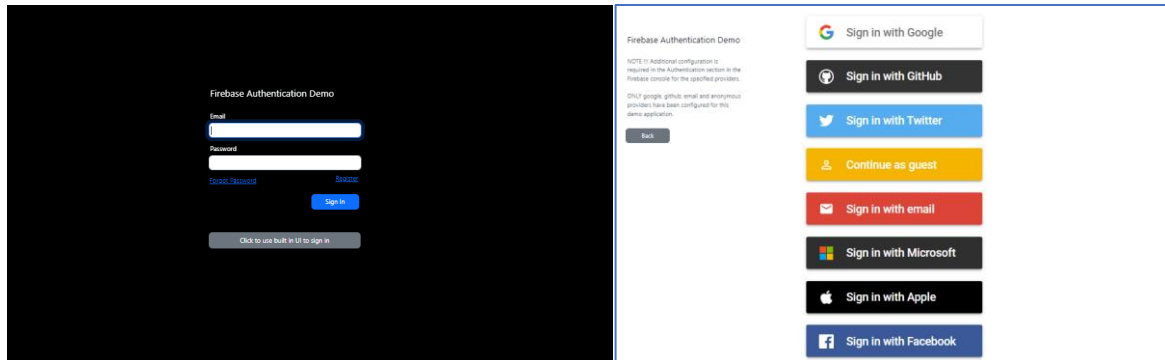 Firebase Authentication Demo
Email
Password
Forgot Password
Register
Sign In
Click to use built in UI to sign in
Firebase Authentication Demo
NOTE !!! Additional configuration is
required in the Authentication section in the
firebase console for the specified providers.
ONLY google, github, email and anonymous
providers have been configured for this
demo application.
Back
Sign in with Google
Sign in with GitHub
Sign in with Twitter
Continue as guest
Sign in with email
Sign in with Microsoft
Sign in with Apple
Sign in with Facebook